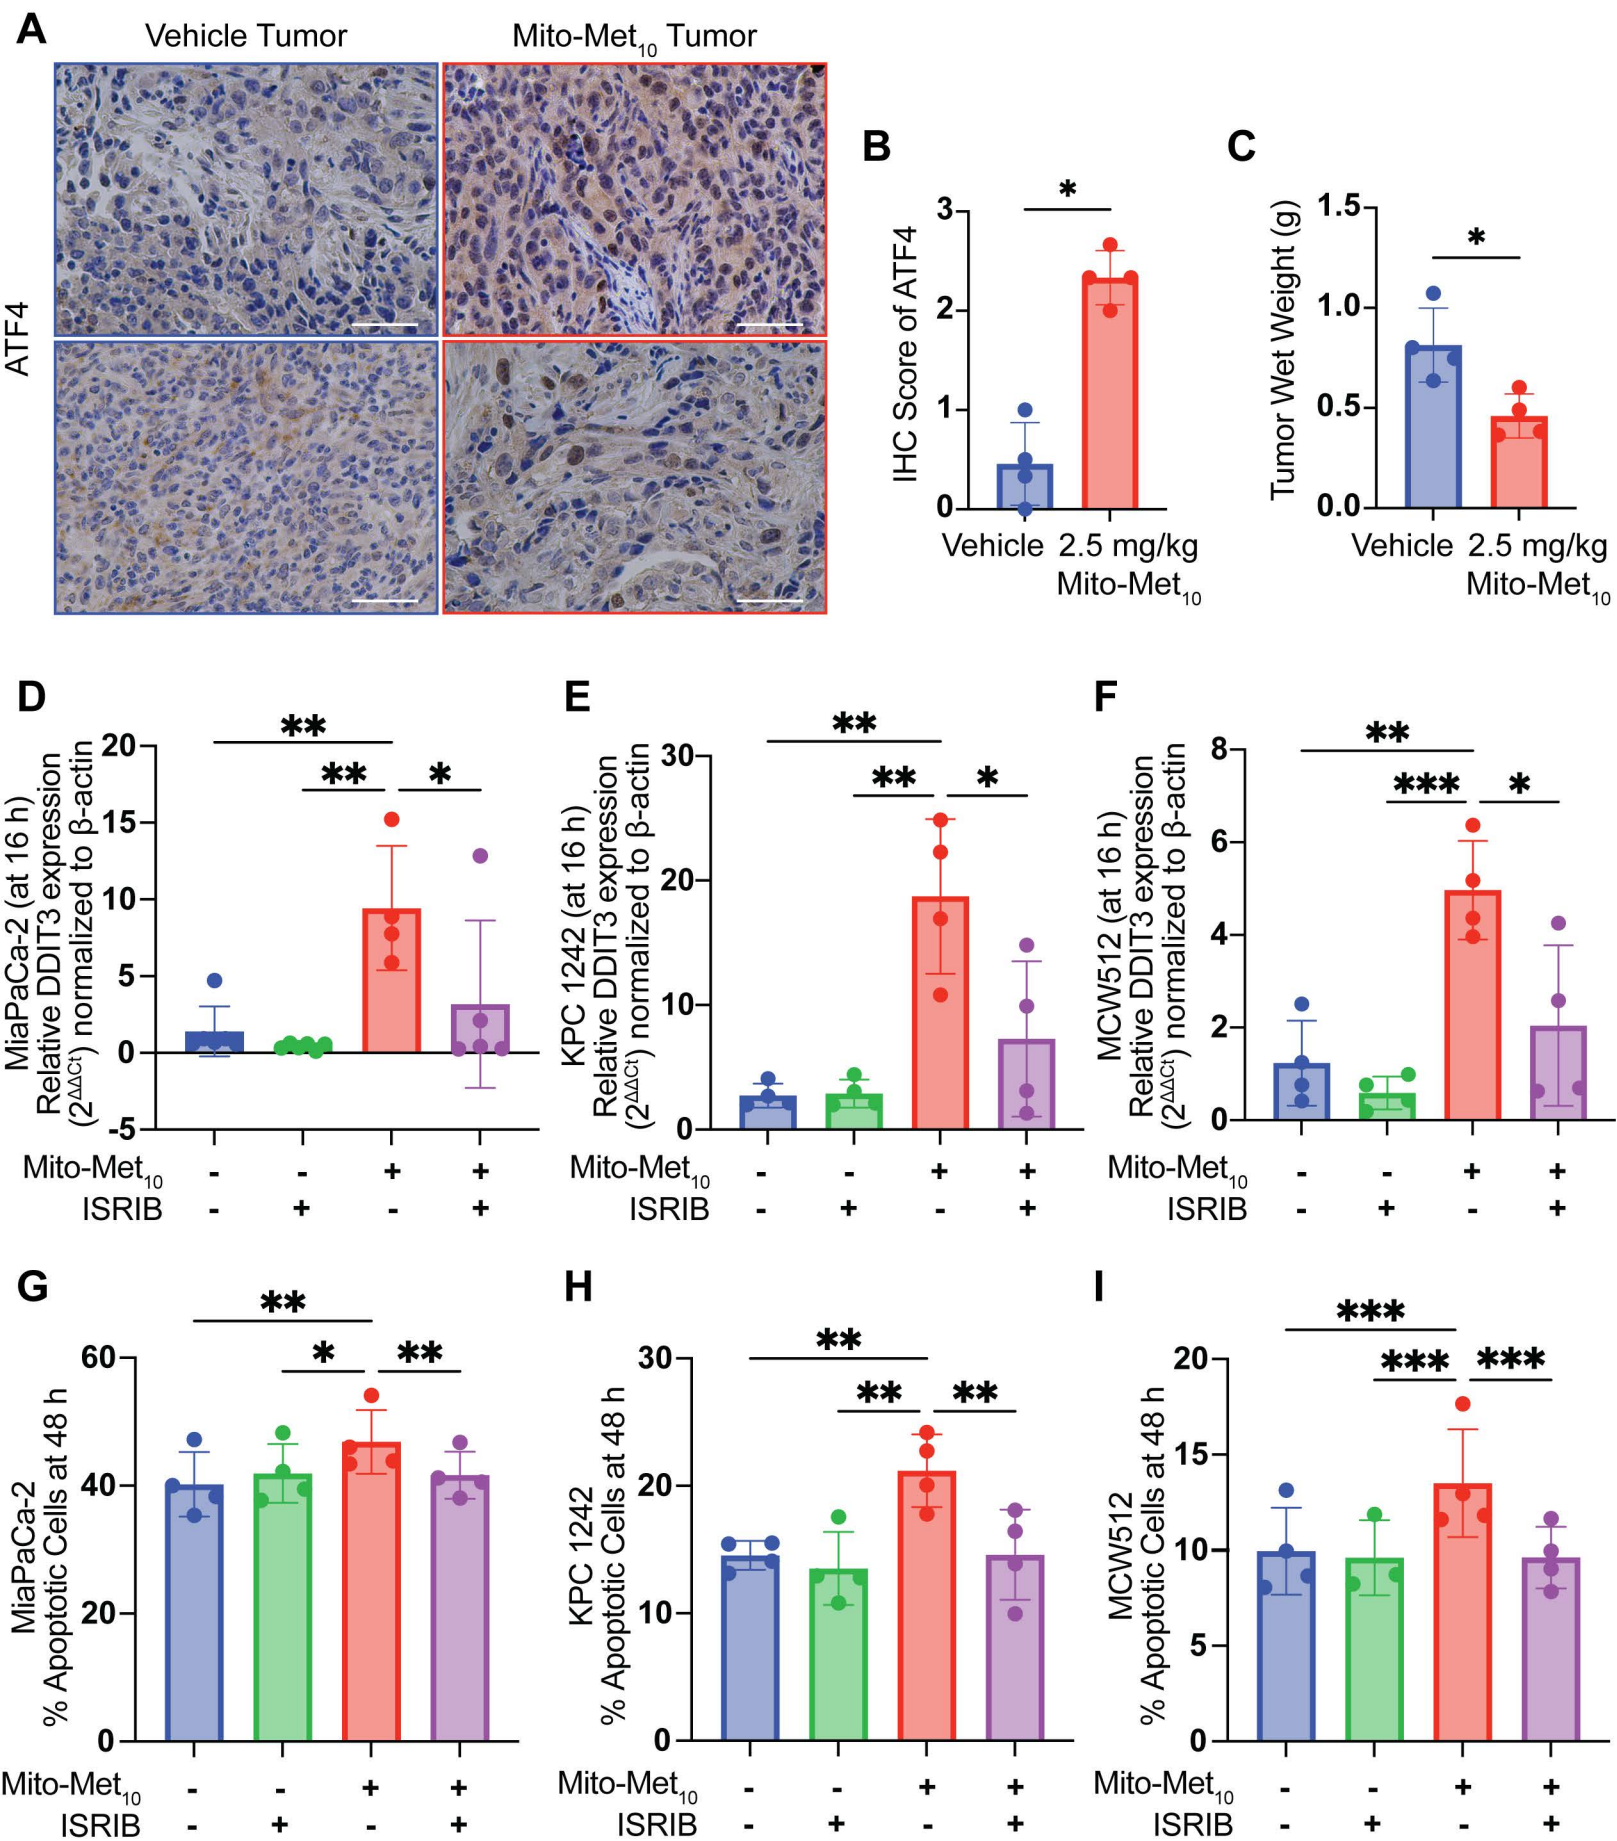 A
Vehicle Tumor
Mito-Met10 Tumor
ATF4
B
IHC Score of ATF4
3
2
1
0
*
Vehicle
2.5 mg/kg
Mito-Met10
C
Tumor Wet Weight (g)
1.5
1.0
0.5
0.0
*
Vehicle
2.5 mg/kg
Mito-Met10
D
MiaPaCa-2 (at 16 h)
Relative DDIT3 expression
(2ΔΔCt) normalized to β-actin
20
15
10
5
0
-5
**
** *
Mito-Met10 - - + +
ISRIB - + - +
E
KPC 1242 (at 16 h)
Relative DDIT3 expression
(2ΔΔCt) normalized to β-actin
30
20
10
0
**
** *
Mito-Met10 - - + +
ISRIB - + - +
F
MCW512 (at 16 h)
Relative DDIT3 expression
(2ΔΔCt) normalized to β-actin
8
6
4
2
0
**
*** *
Mito-Met10 - - + +
ISRIB - + - +
G
MiaPaCa-2
% Apoptotic Cells at 48 h
60
40
20
0
**
* **
Mito-Met10 - - + +
ISRIB - + - +
H
KPC 1242
% Apoptotic Cells at 48 h
30
20
10
0
**
** **
Mito-Met10 - - + +
ISRIB - + - +
I
MCW512
% Apoptotic Cells at 48 h
20
15
10
5
0
***
*** ***
Mito-Met10 - - + +
ISRIB - + - +